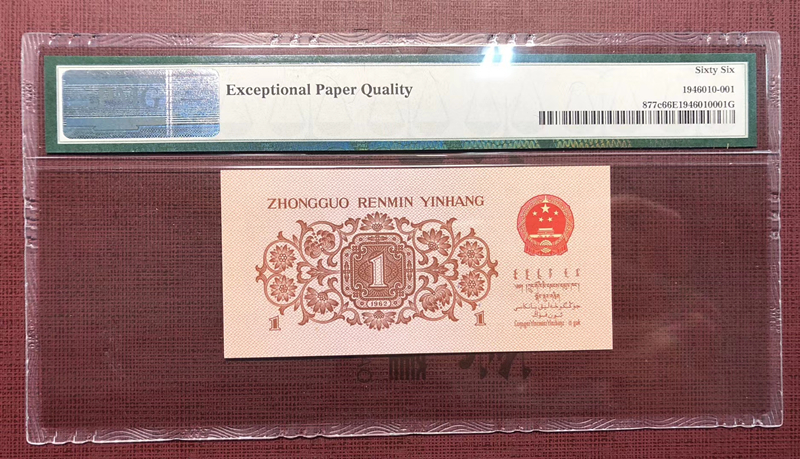 Sixty Six
Exceptional Paper Quality
1946010-001
877c66E1946010001G
ZHONGGUO RENMIN YINHANG
1
1962
1 1